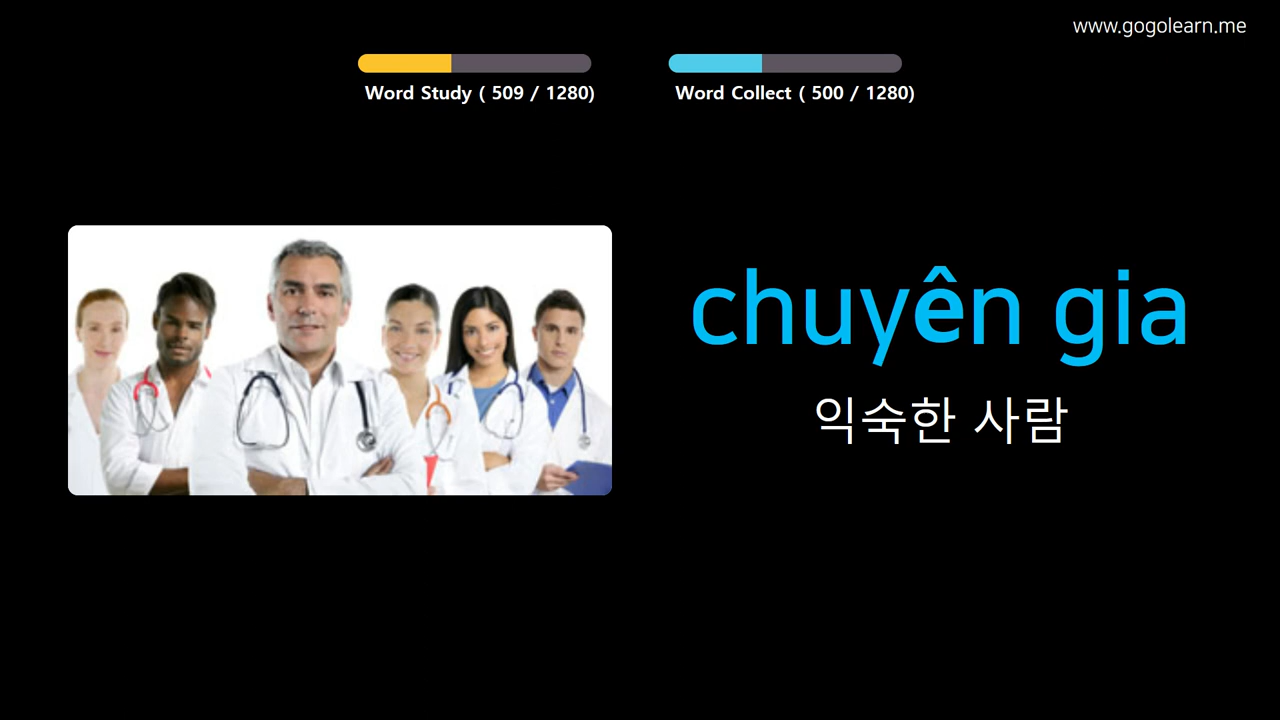 www.gogolearn.me
Word Study ( 509 / 1280)
Word Collect ( 500 / 1280)
chuyên gia
익숙한 사람